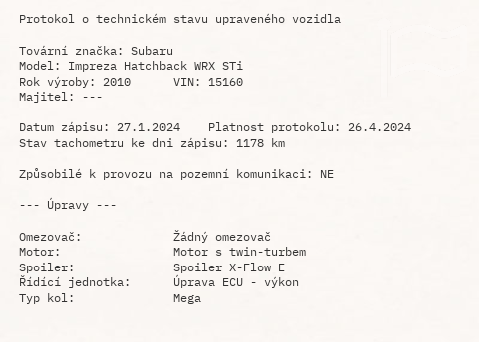 Protokol o technickém stavu upraveného vozidla
Tovární značka: Subaru
Model: Impreza Hatchback WRX STi
Rok výroby: 2010 VIN: 15160
Majitel: ---
Datum zápisu: 27.1.2024 Platnost protokolu: 26.4.2024
Stav tachometru ke dni zápisu: 1178 km
Způsobilé k provozu na pozemní komunikaci: NE
--- Úpravy ---
Omezovač: Žádný omezovač
Motor: Motor s twin-turbem
Spoiler: Spoiler X-Flow E
Řídící jednotka: Úprava ECU - výkon
Typ kol: Mega